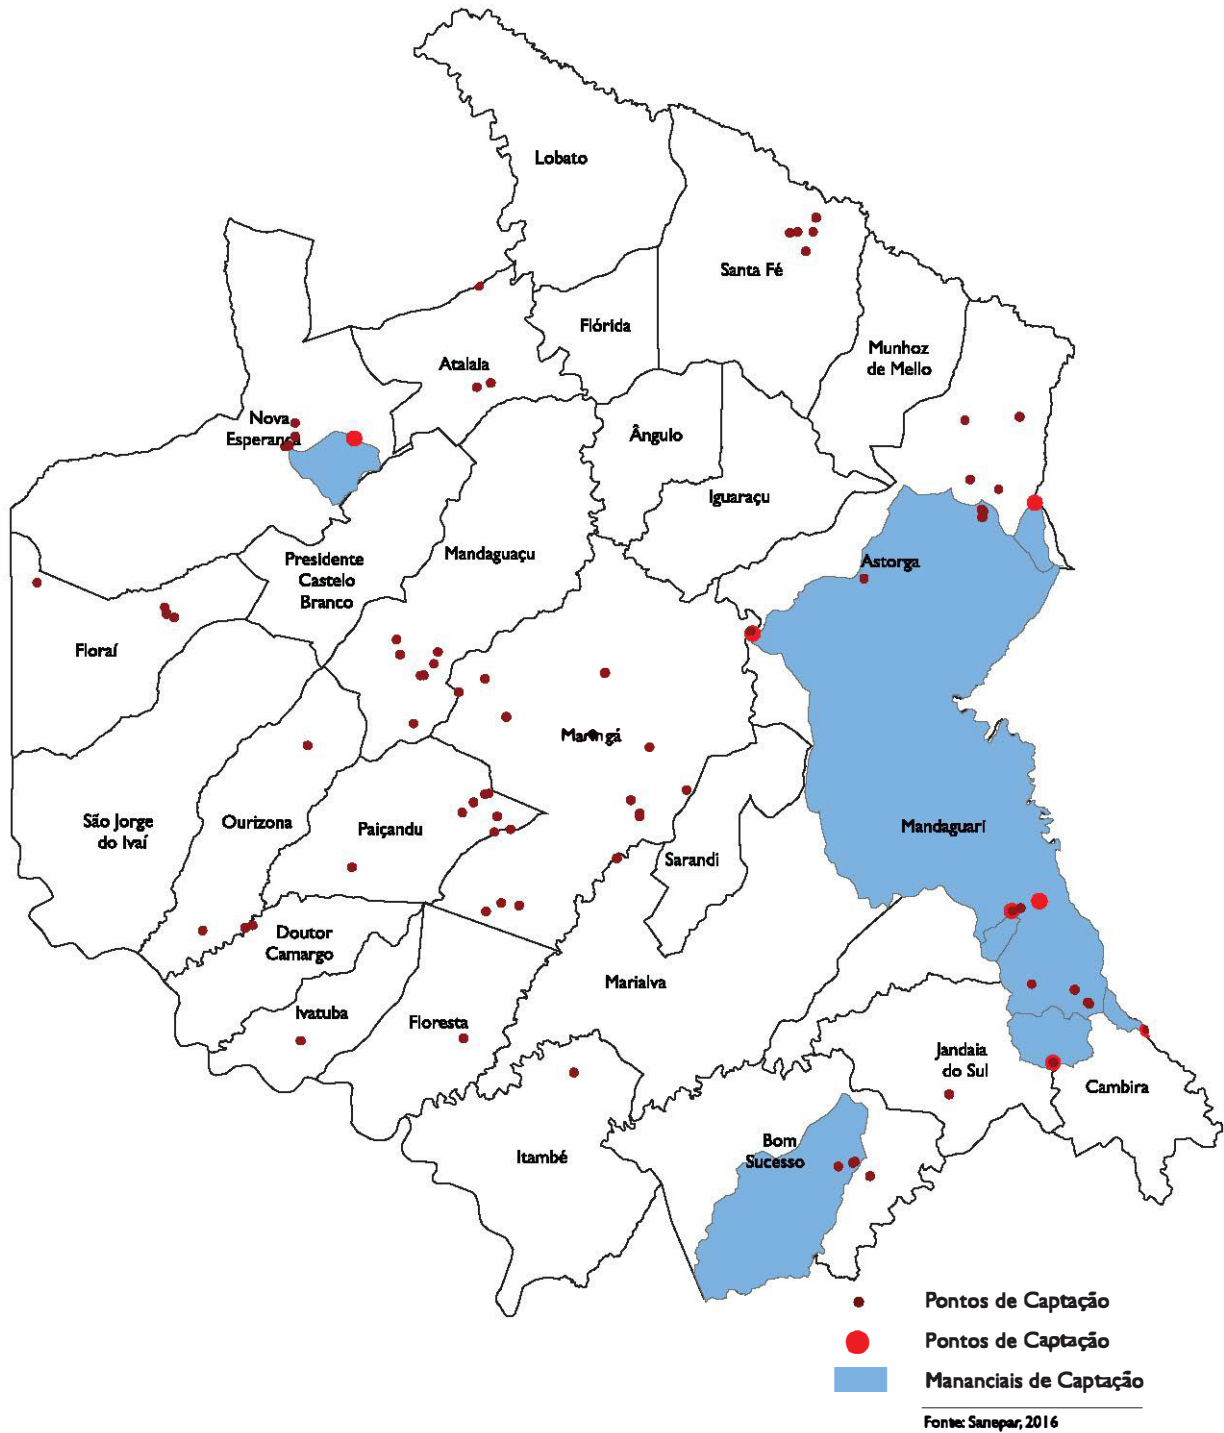 Lobato
Santa Fé
Flórida
Munhoz
de Mello
Atalaia
Nova
Esperança
Ângulo
Iguaraçu
Presidente
Castelo
Branco
Mandaguaçu
Astorga
Floraí
Maringá
São Jorge
do Ivaí
Ourizona
Paiçandu
Sarandi
Mandaguarí
Doutor
Camargo
Ivatuba
Floresta
Marialva
Jandaia
do Sul
Cambira
Itambé
Bom
Sucesso
Pontos de Captação
Pontos de Captação
Mananciais de Captação
Fonte: Sanepar, 2016